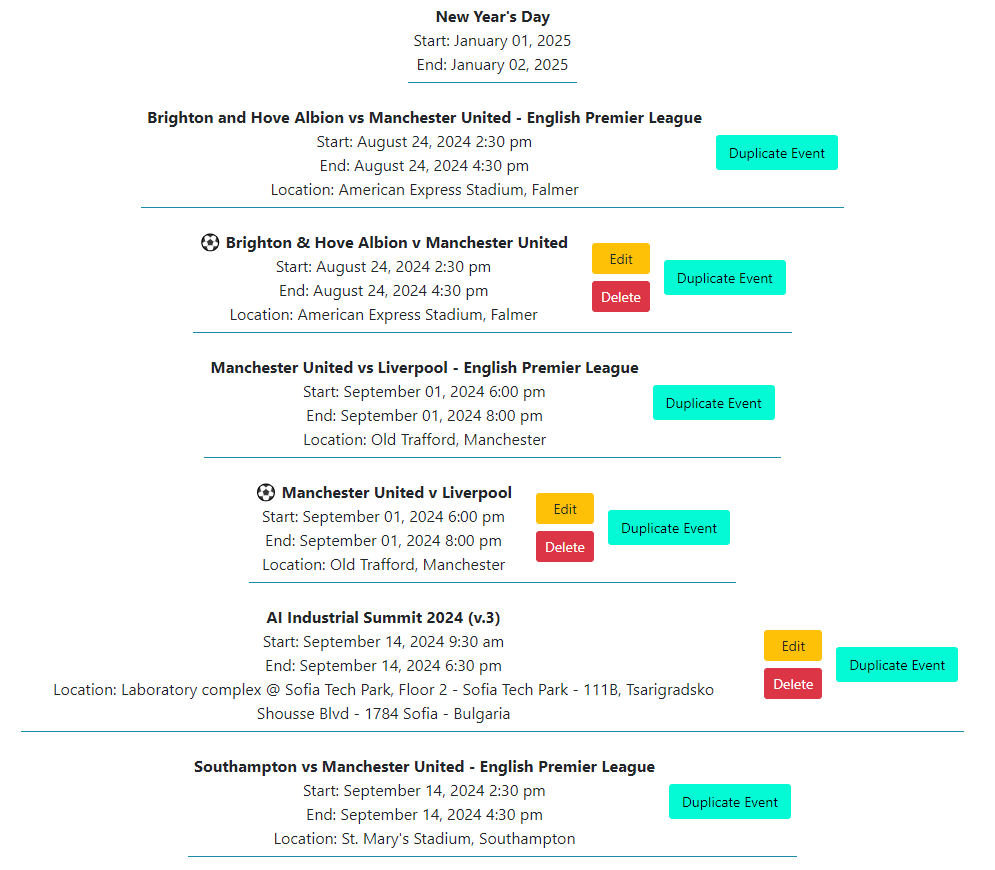 New Year's Day
Start: January 01, 2025
End: January 02, 2025
Brighton and Hove Albion vs Manchester United - English Premier League
Start: August 24, 2024 2:30 pm
End: August 24, 2024 4:30 pm
Location: American Express Stadium, Falmer
Duplicate Event
Brighton & Hove Albion v Manchester United
Start: August 24, 2024 2:30 pm
End: August 24, 2024 4:30 pm
Location: American Express Stadium, Falmer
Edit
Delete
Duplicate Event
Manchester United vs Liverpool - English Premier League
Start: September 01, 2024 6:00 pm
End: September 01, 2024 8:00 pm
Location: Old Trafford, Manchester
Duplicate Event
Manchester United v Liverpool
Start: September 01, 2024 6:00 pm
End: September 01, 2024 8:00 pm
Location: Old Trafford, Manchester
Edit
Delete
Duplicate Event
AI Industrial Summit 2024 (v.3)
Start: September 14, 2024 9:30 am
End: September 14, 2024 6:30 pm
Location: Laboratory complex @ Sofia Tech Park, Floor 2 - Sofia Tech Park - 111B, Tsarigradsko
Shousse Blvd - 1784 Sofia - Bulgaria
Edit
Delete
Duplicate Event
Southampton vs Manchester United - English Premier League
Start: September 14, 2024 2:30 pm
End: September 14, 2024 4:30 pm
Location: St. Mary's Stadium, Southampton
Duplicate Event